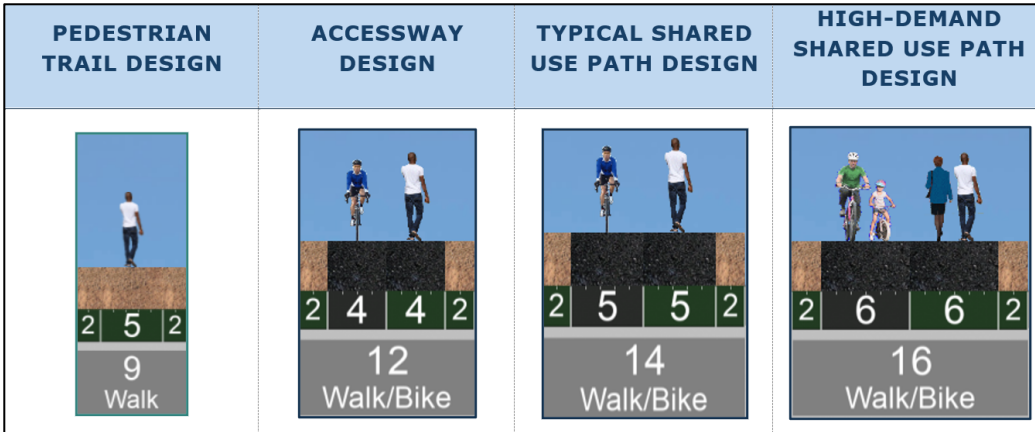 PEDESTRIAN
TRAIL DESIGN
ACCESSWAY
DESIGN
TYPICAL SHARED
USE PATH DESIGN
HIGH-DEMAND
SHARED USE PATH
DESIGN
2 5 2
9
Walk
2 4 4 2
12
Walk/Bike
2 5 5 2
14
Walk/Bike
2 6 6 2
16
Walk/Bike